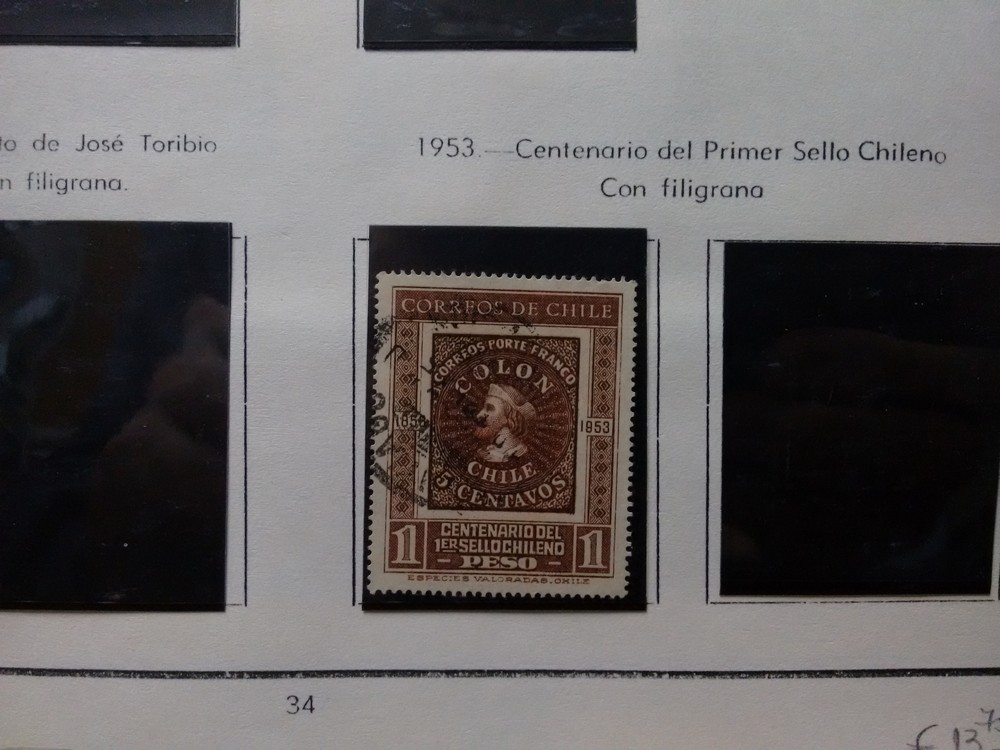 to de José Toribio
n filigrana.
1953.—Centenario del Primer Sello Chileno
Con filigrana
CORREOS DE CHILE
CORREOS PORTE FRANCO
COLON
1853 1953
CHILE
5 CENTAVOS
1 CENTENARIO DEL 1
1ER SELLO CHILENO
- PESO -
ESPECIES VALORADAS. CHILE
34